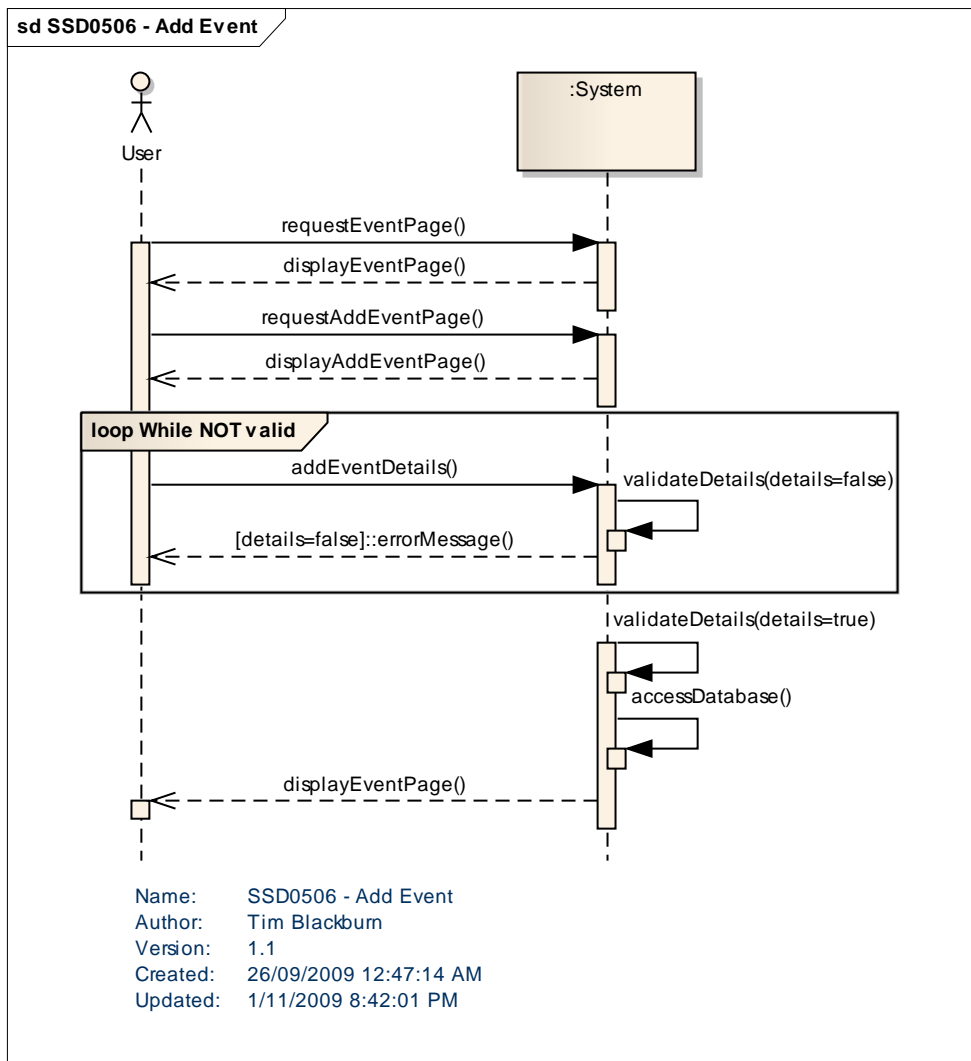 sd SSD0506 - Add Event
:System
User
requestEventPage()
displayEventPage()
requestAddEventPage()
displayAddEventPage()
loop While NOT valid
addEventDetails()
validateDetails(details=false)
[details=false]::errorMessage()
validateDetails(details=true)
accessDatabase()
displayEventPage()
Name: SSD0506 - Add Event
Author: Tim Blackburn
Version: 1.1
Created: 26/09/2009 12:47:14 AM
Updated: 1/11/2009 8:42:01 PM